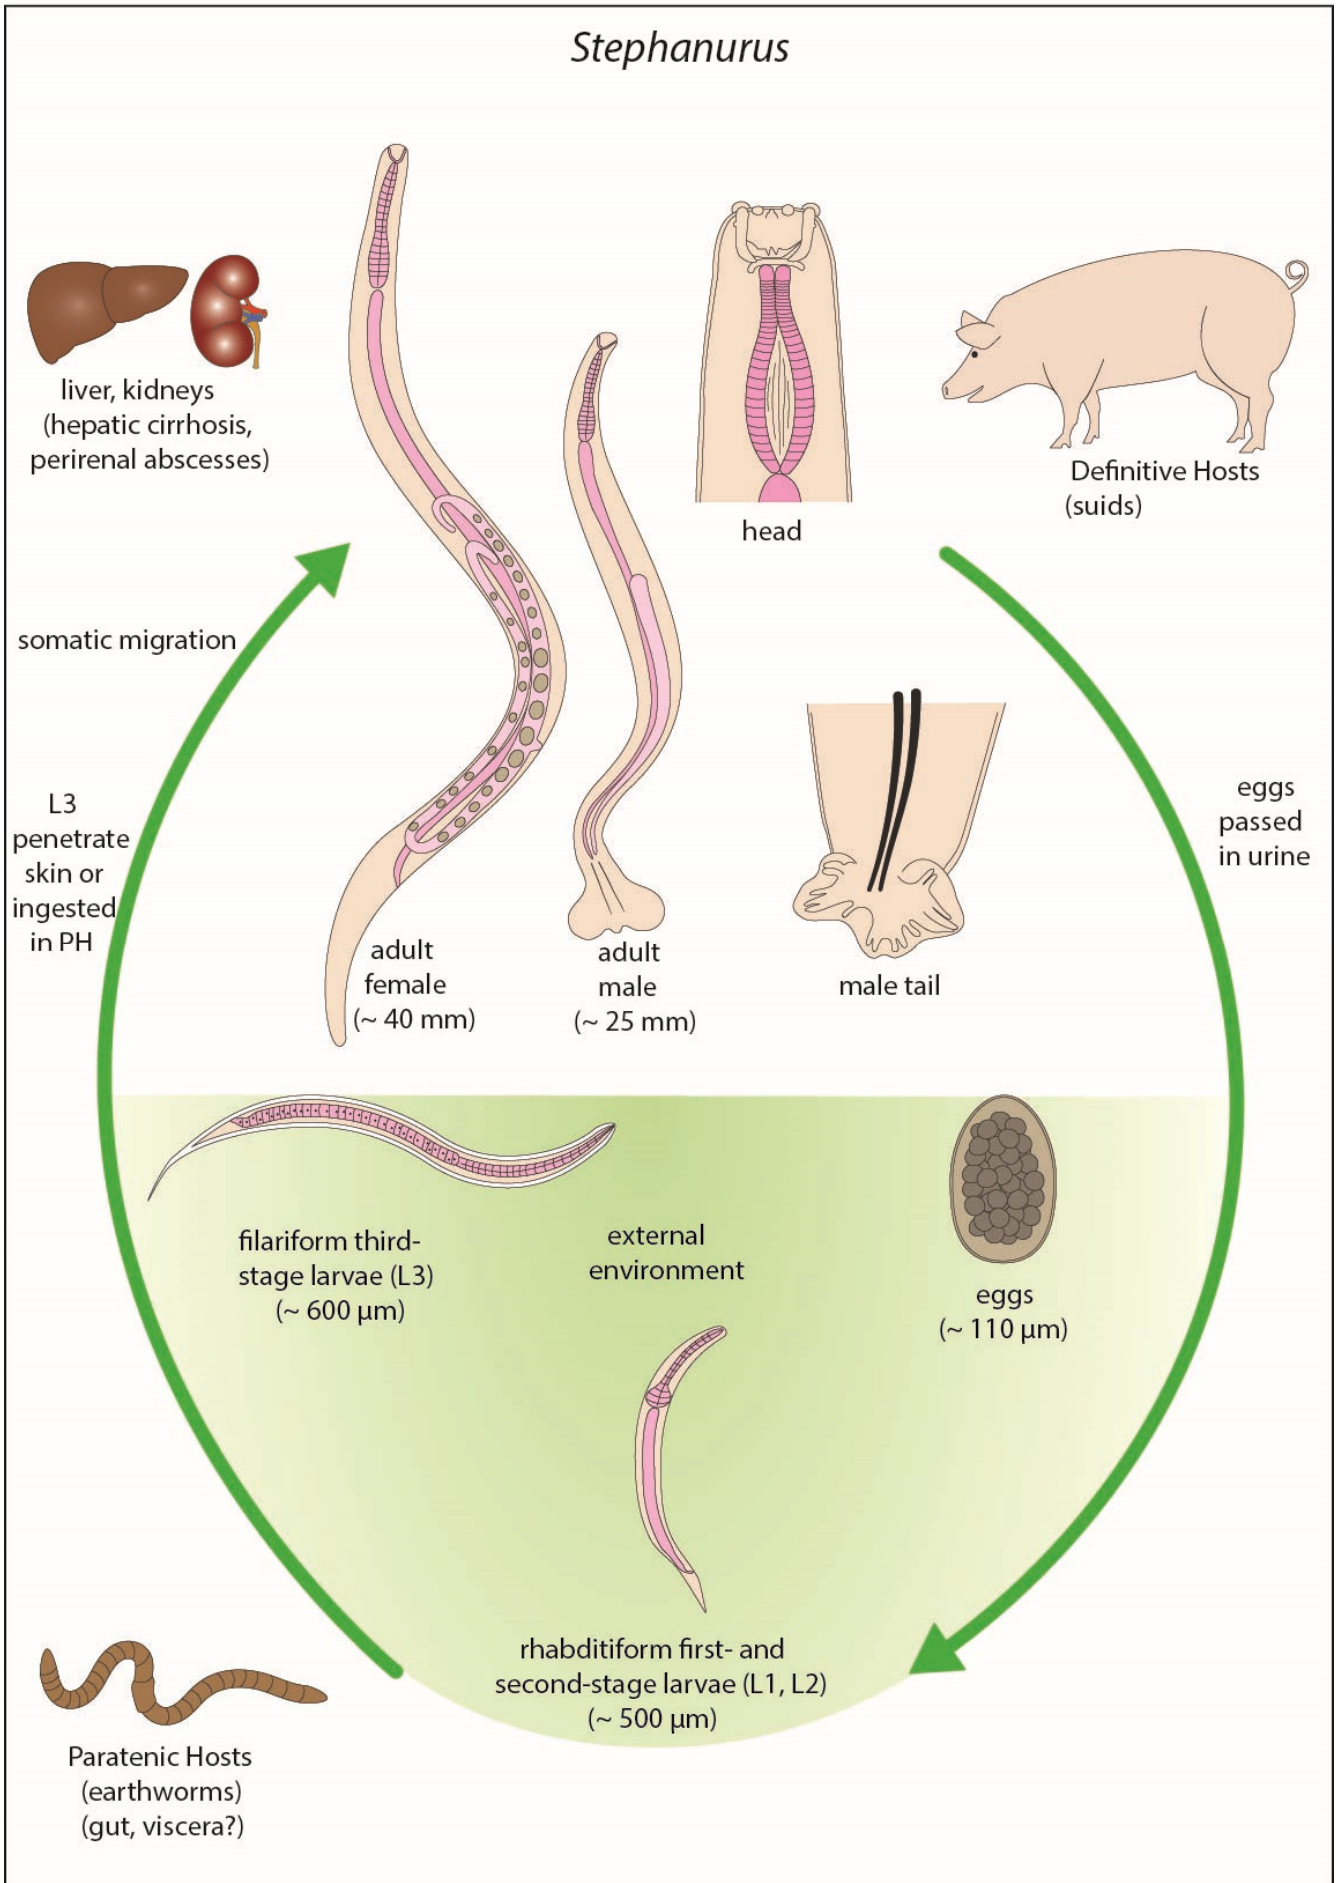 Stephanurus
liver, kidneys
(hepatic cirrhosis,
perirenal abscesses)
head
Definitive Hosts
(suids)
somatic migration
L3
penetrate
skin or
ingested
in PH
eggs
passed
in urine
adult
female
(~ 40 mm)
adult
male
(~ 25 mm)
male tail
filariform third-
stage larvae (L3)
(~ 600 µm)
external
environment
eggs
(~ 110 µm)
rhabditiform first- and
second-stage larvae (L1, L2)
(~ 500 µm)
Paratenic Hosts
(earthworms)
(gut, viscera?)